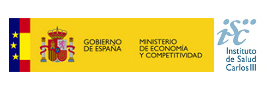 GOBIERNO
DE ESPAÑA
MINISTERIO
DE ECONOMÍA
Y COMPETITIVIDAD
isc
Instituto
de Salud
Carlos III